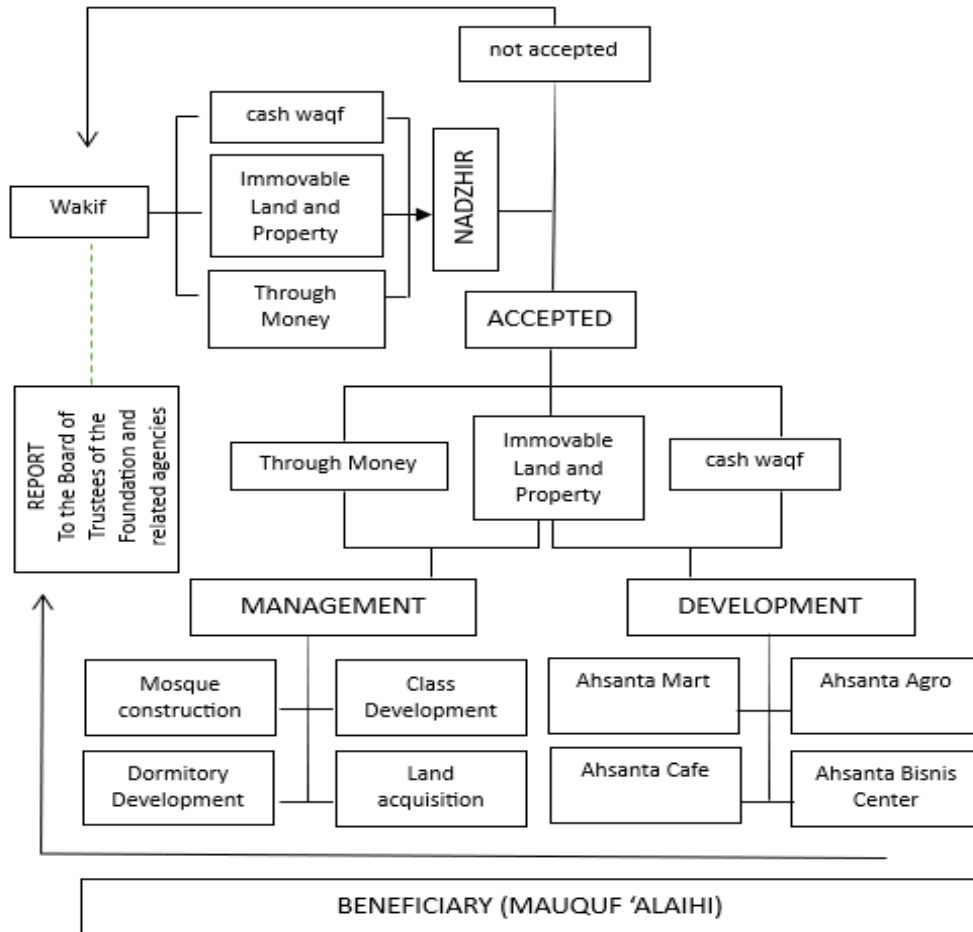 not accepted
cash waqf
Wakif
Immovable
Land and
Property
NADZHIR
Through
Money
ACCEPTED
REPORT
To the Board of
Trustees of the
Foundation and
related agencies
Through Money
Immovable
Land and
Property
cash waqf
MANAGEMENT
DEVELOPMENT
Mosque
construction
Class
Development
Ahsanta Mart
Ahsanta Agro
Dormitory
Development
Land
acquisition
Ahsanta Cafe
Ahsanta Bisnis
Center
BENEFICIARY (MAUQUF ‘ALAIHI)